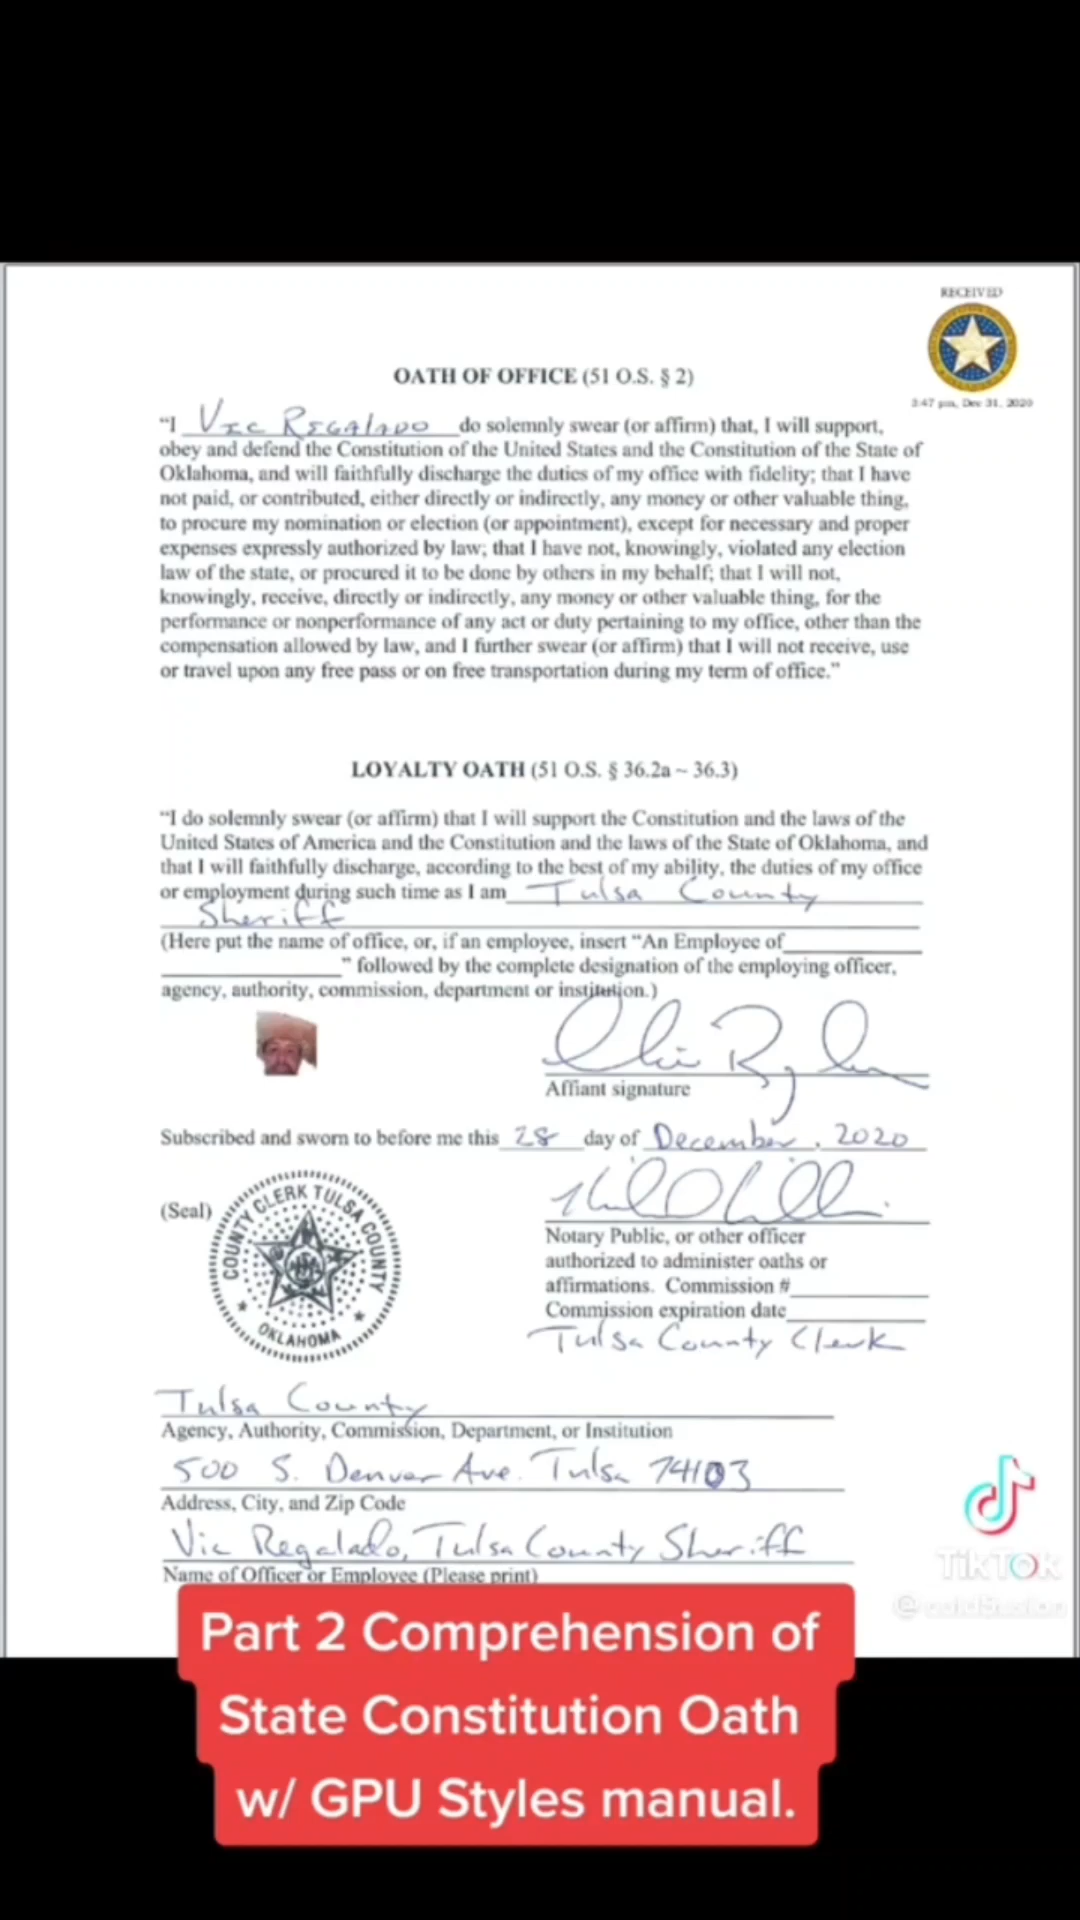 RECEIVED
3:47 pm, Dec 31, 2020
OATH OF OFFICE (51 O.S. § 2)
"I Vic Regalado do solemnly swear (or affirm) that, I will support,
obey and defend the Constitution of the United States and the Constitution of the State of
Oklahoma, and will faithfully discharge the duties of my office with fidelity; that I have
not paid, or contributed, either directly or indirectly, any money or other valuable thing,
to procure my nomination or election (or appointment), except for necessary and proper
expenses expressly authorized by law; that I have not, knowingly, violated any election
law of the state, or procured it to be done by others in my behalf; that I will not,
knowingly, receive, directly or indirectly, any money or other valuable thing, for the
performance or nonperformance of any act or duty pertaining to my office, other than the
compensation allowed by law, and I further swear (or affirm) that I will not receive, use
or travel upon any free pass or on free transportation during my term of office."
LOYALTY OATH (51 O.S. § 36.2a ~ 36.3)
"I do solemnly swear (or affirm) that I will support the Constitution and the laws of the
United States of America and the Constitution and the laws of the State of Oklahoma, and
that I will faithfully discharge, according to the best of my ability, the duties of my office
or employment during such time as I am Tulsa County
Sheriff
(Here put the name of office, or, if an employee, insert "An Employee of
" followed by the complete designation of the employing officer,
agency, authority, commission, department or institution.)
Affiant signature
Subscribed and sworn to before me this 28 day of December, 2020
(Seal)
COUNTY CLERK TULSA COUNTY
OKLAHOMA
Notary Public, or other officer
authorized to administer oaths or
affirmations. Commission #
Commission expiration date
Tulsa County Clerk
Tulsa County
Agency, Authority, Commission, Department, or Institution
500 S. Denver Ave. Tulsa 74103
Address, City, and Zip Code
Vic Regalado, Tulsa County Sheriff
Name of Officer or Employee (Please print)
TikTok
Part 2 Comprehension of
State Constitution Oath
w/ GPU Styles manual.